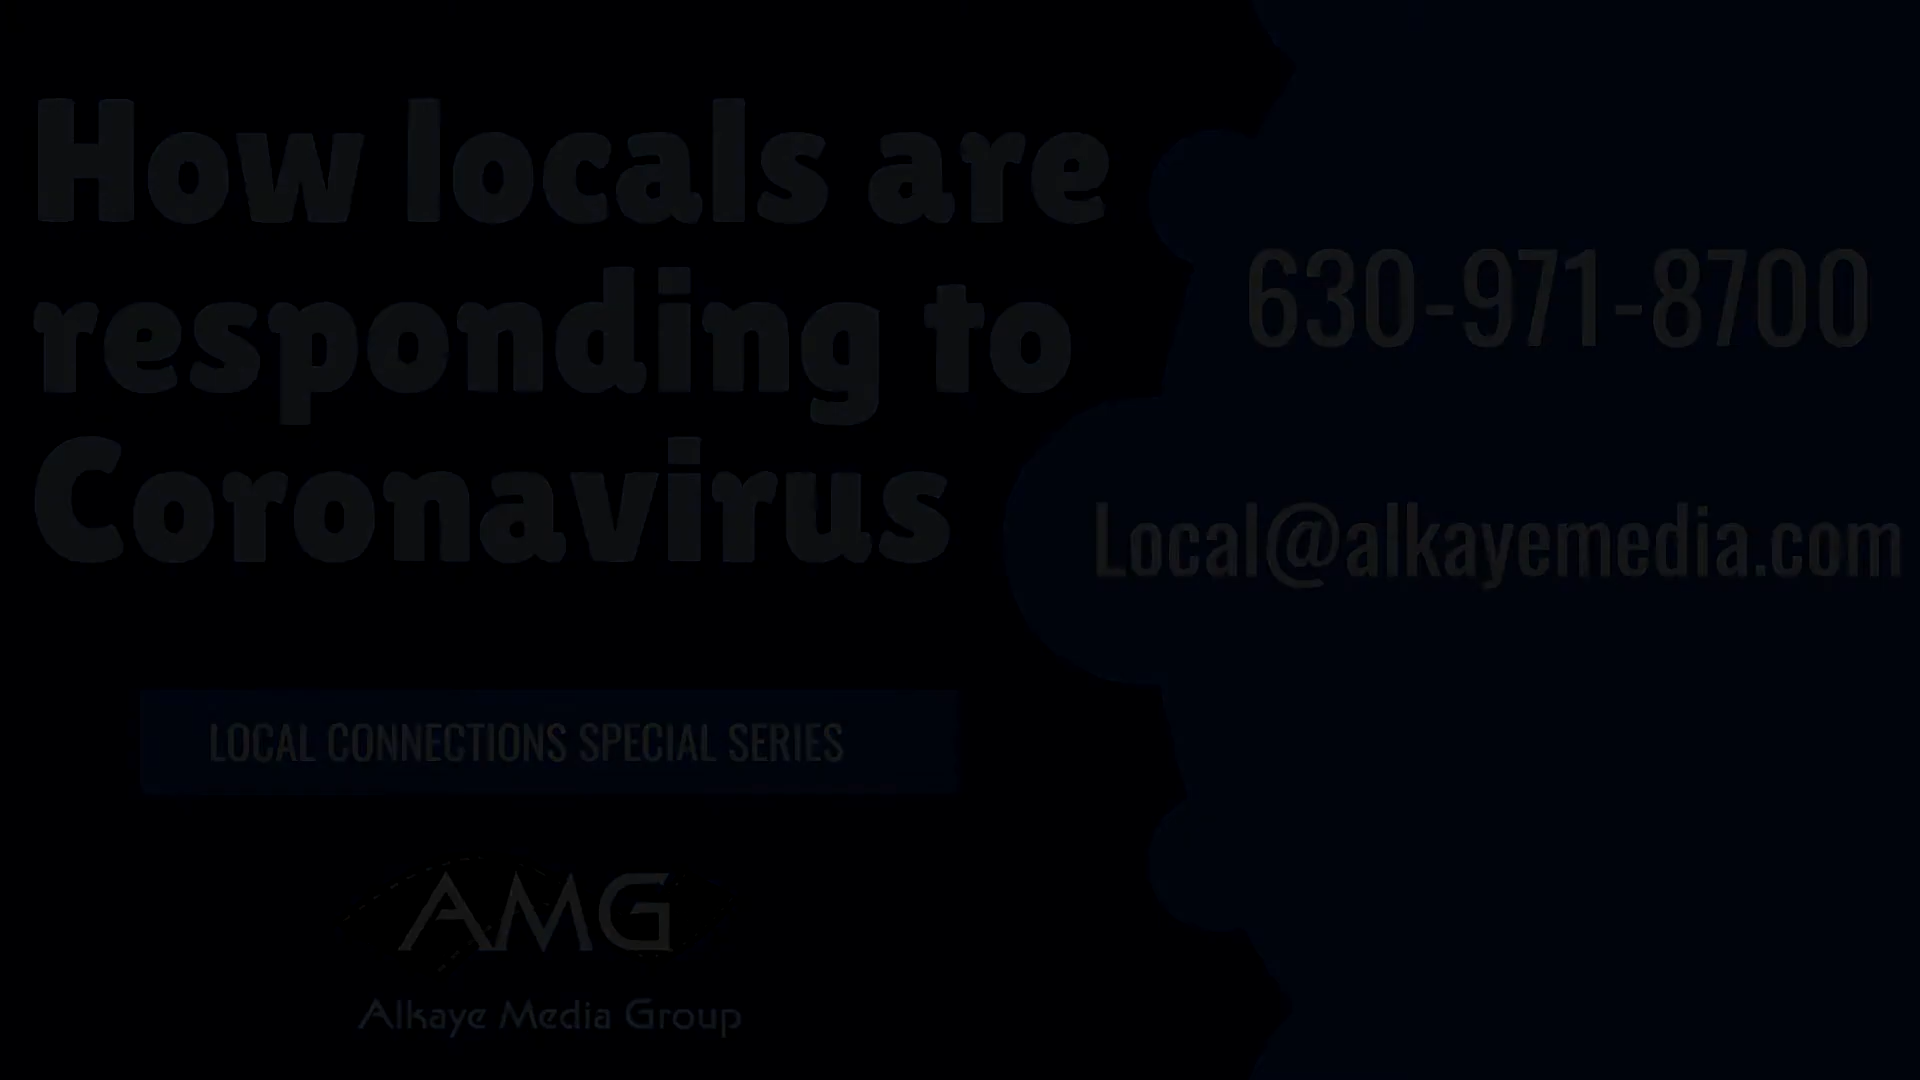 How locals are
responding to
Coronavirus
630-971-8700
Local@alkayemedia.com
LOCAL CONNECTIONS SPECIAL SERIES
AMG
Alkaye Media Group